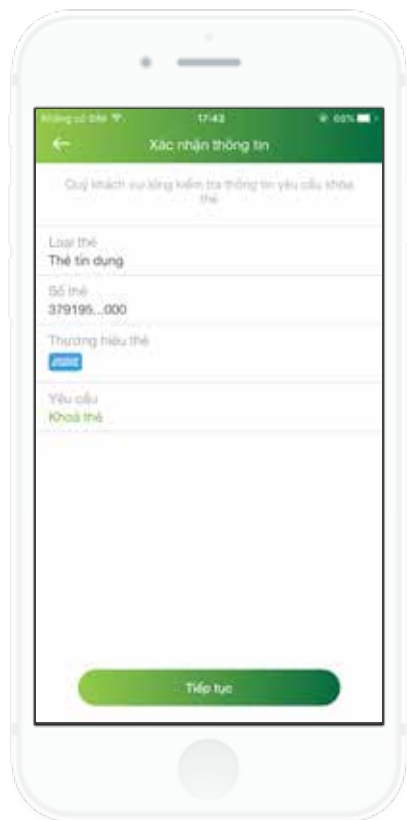 Không có SIM 17:43 66%
Xác nhận thông tin
Quý khách vui lòng kiểm tra thông tin yêu cầu khóa
thẻ
Loại thẻ
Thẻ tín dụng
Số thẻ
379195...000
Thương hiệu thẻ
Yêu cầu
Khoá thẻ
Tiếp tục